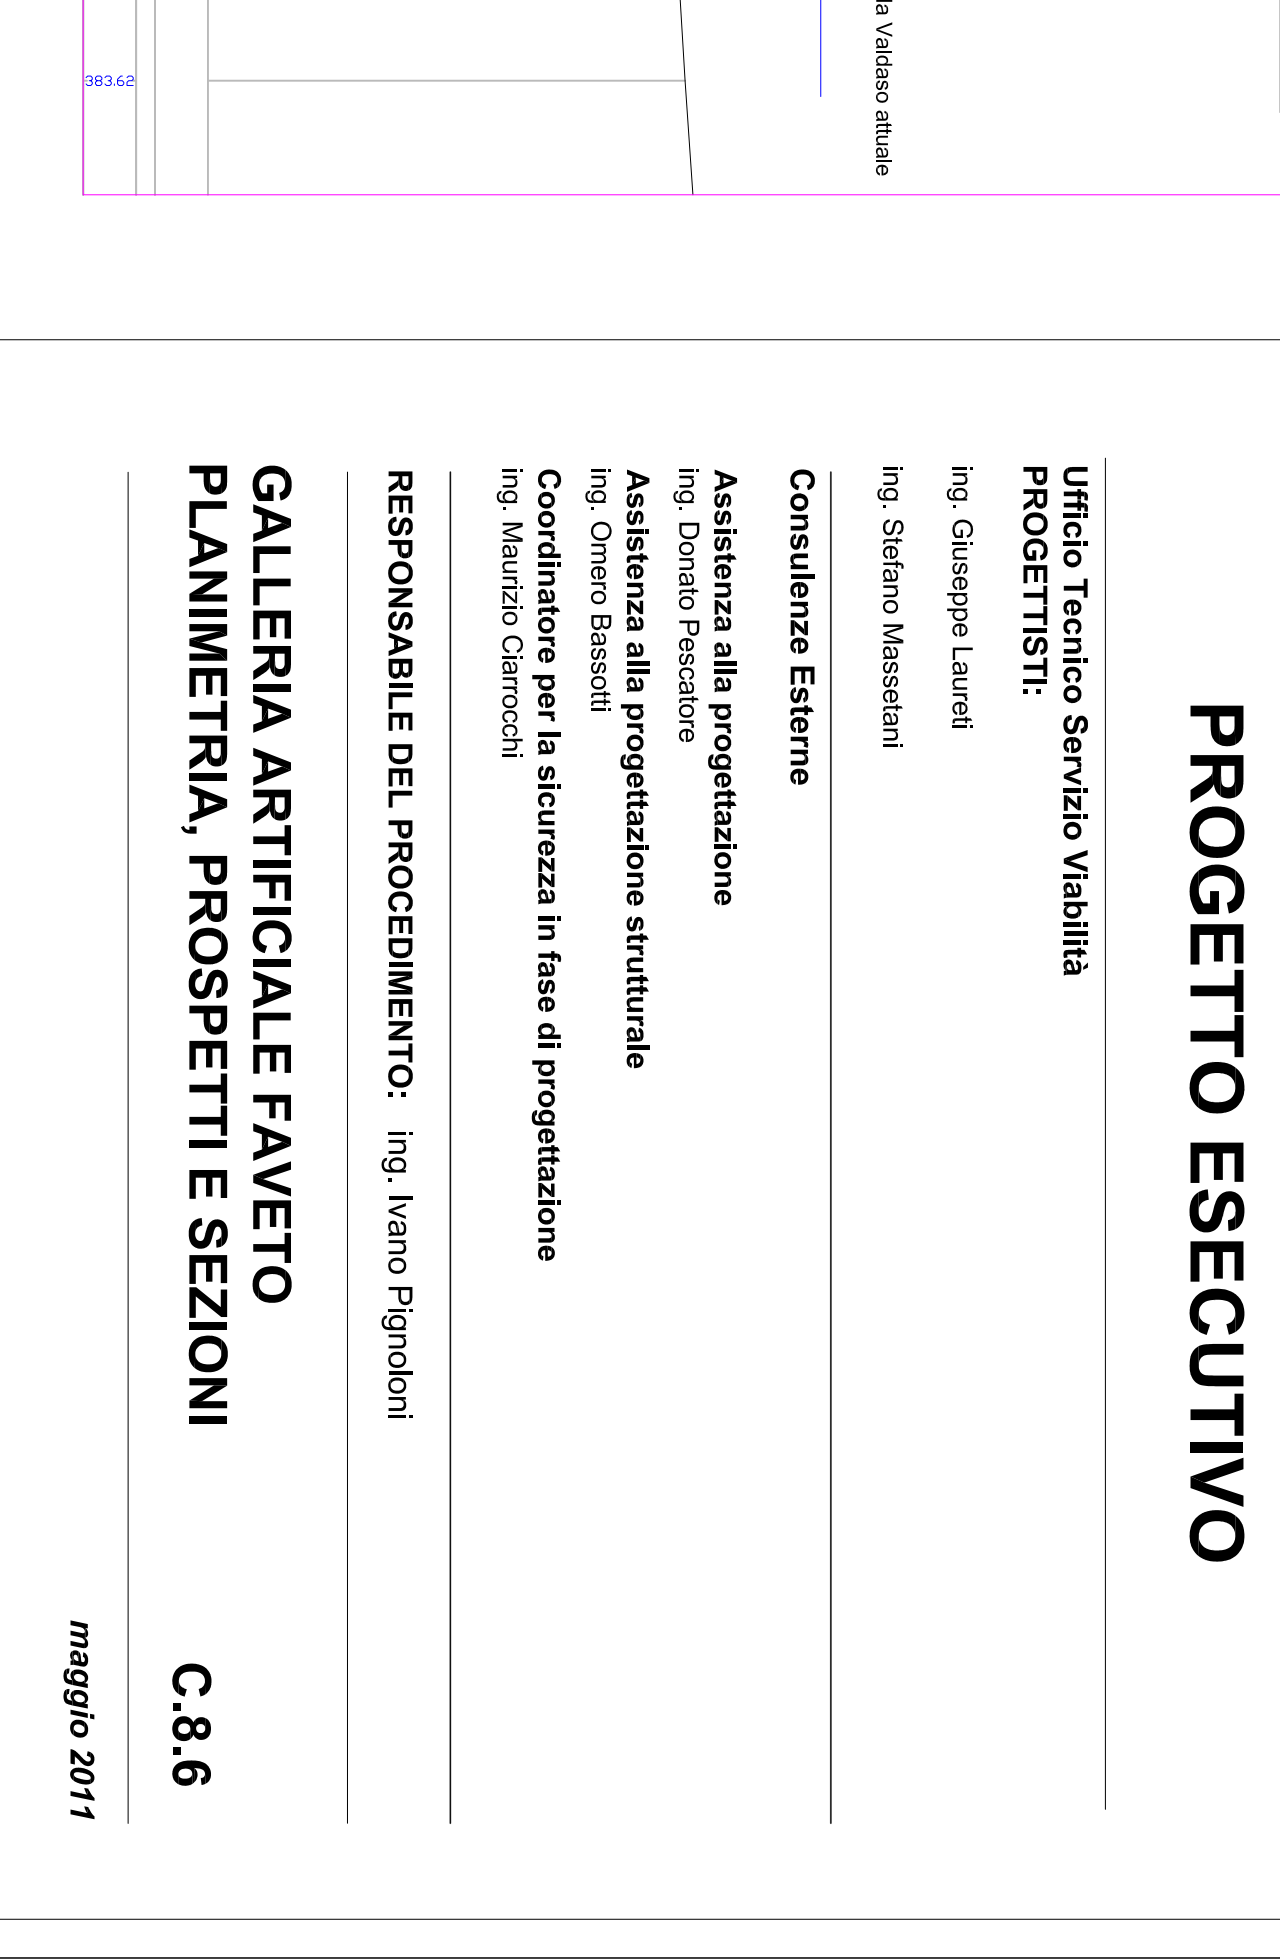 383.62
la Valdaso attuale
PROGETTO ESECUTIVO
Ufficio Tecnico Servizio Viabilità
PROGETTISTI:
ing. Giuseppe Laureti
ing. Stefano Massetani
Consulenze Esterne
Assistenza alla progettazione
ing. Donato Pescatore
Assistenza alla progettazione strutturale
ing. Omero Bassotti
Coordinatore per la sicurezza in fase di progettazione
ing. Maurizio Ciarrocchi
RESPONSABILE DEL PROCEDIMENTO: ing. Ivano Pignoloni
GALLERIA ARTIFICIALE FAVETO
PLANIMETRIA, PROSPETTI E SEZIONI
C.8.6
maggio 2011